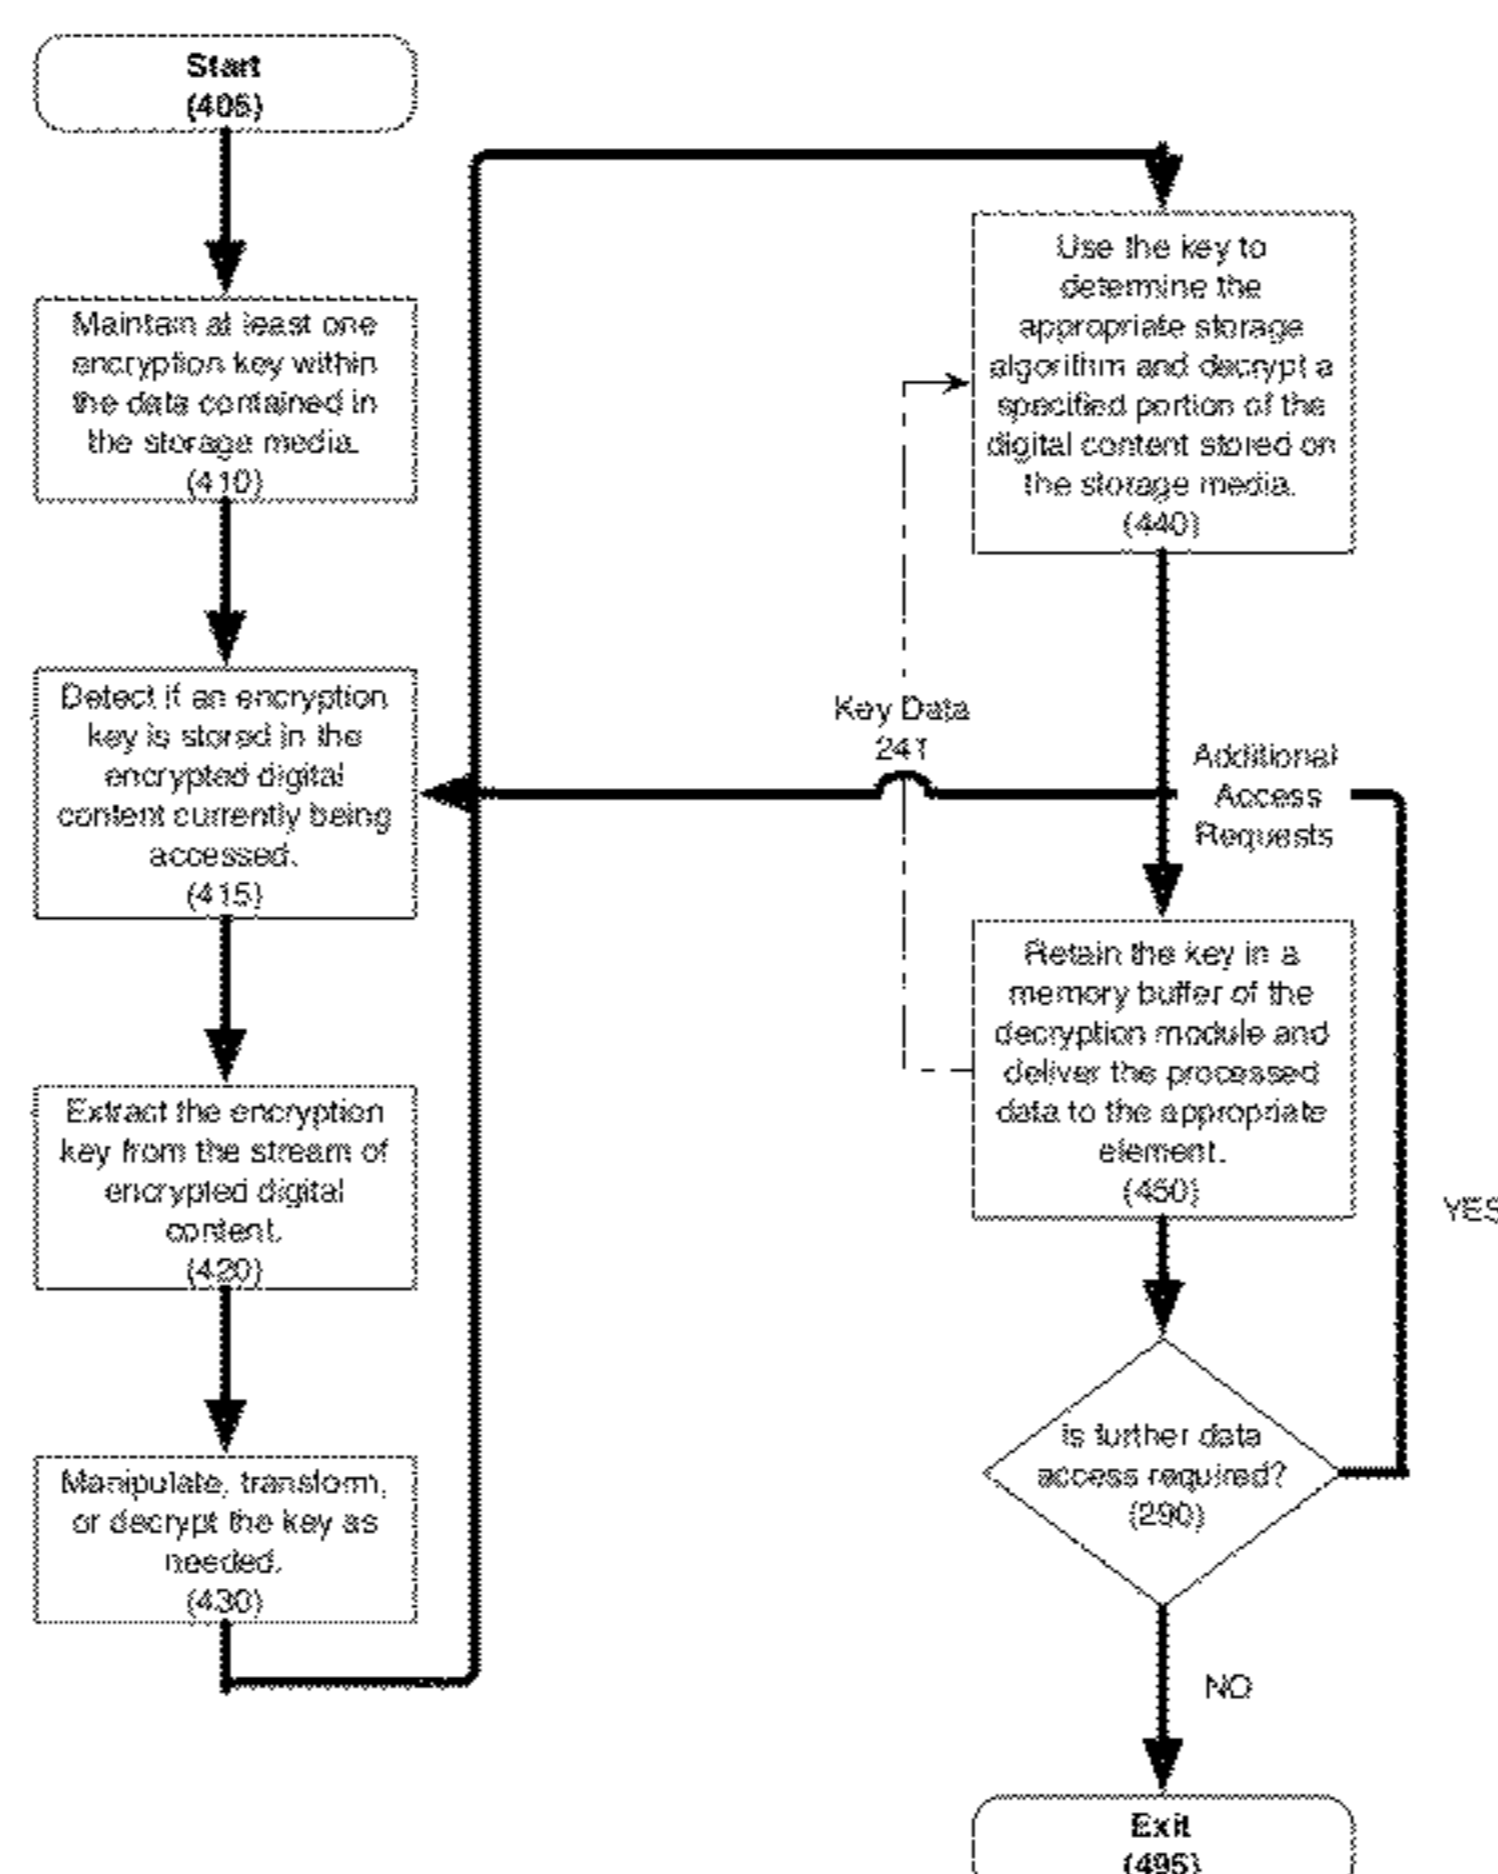 Start
(405)
Maintain at least one
encryption key within
the data contained in
the storage media.
(410)
Detect if an encryption
key is stored in the
encrypted digital
content currently being
accessed.
(415)
Extract the encryption
key from the stream of
encrypted digital
content.
(420)
Manipulate, transform,
or decrypt the key as
needed.
(430)
Use the key to
determine the
appropriate storage
algorithm and decrypt a
specified portion of the
digital content stored on
the storage media.
(440)
Key Data
241
Additional
Access
Requests
Retain the key in a
memory buffer of the
decryption module and
deliver the processed
data to the appropriate
element.
(450)
YES
Is further data
access required?
(290)
NO
Exit
(495)